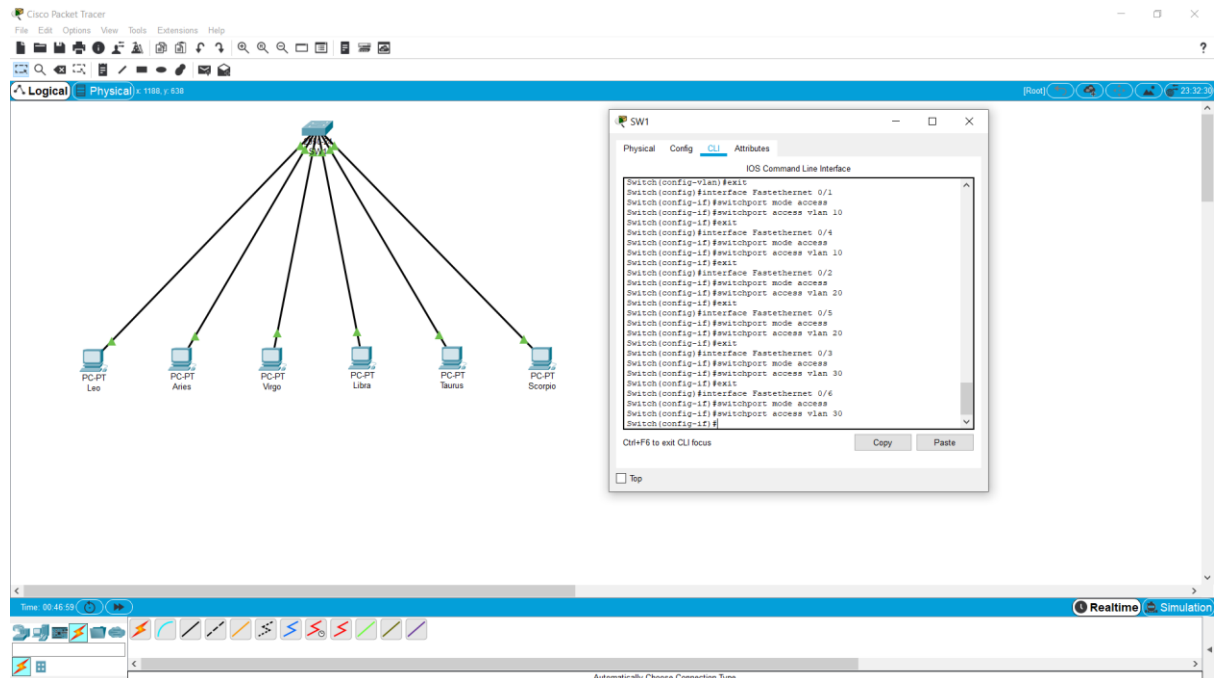 Cisco Packet Tracer
File Edit Options View Tools Extensions Help
?
Logical Physical x: 1188, y: 638
[Root] 23:32:30
SW1
Physical Config CLI Attributes
IOS Command Line Interface
Switch(config-vlan)#exit
Switch(config)#interface Fastethernet 0/1
Switch(config-if)#switchport mode access
Switch(config-if)#switchport access vlan 10
Switch(config-if)#exit
Switch(config)#interface Fastethernet 0/4
Switch(config-if)#switchport mode access
Switch(config-if)#switchport access vlan 10
Switch(config-if)#exit
Switch(config)#interface Fastethernet 0/2
Switch(config-if)#switchport mode access
Switch(config-if)#switchport access vlan 20
Switch(config-if)#exit
Switch(config)#interface Fastethernet 0/5
Switch(config-if)#switchport mode access
Switch(config-if)#switchport access vlan 20
Switch(config-if)#exit
Switch(config)#interface Fastethernet 0/3
Switch(config-if)#switchport mode access
Switch(config-if)#switchport access vlan 30
Switch(config-if)#exit
Switch(config)#interface Fastethernet 0/6
Switch(config-if)#switchport mode access
Switch(config-if)#switchport access vlan 30
Switch(config-if)#
Ctrl+F6 to exit CLI focus
Copy Paste
Top
PC-PT PC-PT PC-PT PC-PT PC-PT PC-PT
Leo Aries Virgo Libra Taurus Scorpio
Time: 00:46:59
Realtime Simulation
Automatically Choose Connection Type